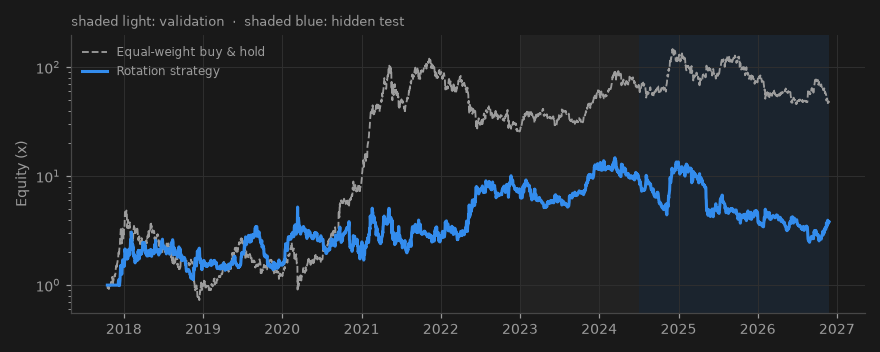 shaded light: validation · shaded blue: hidden test
Equal-weight buy & hold
Rotation strategy
Equity (x)
10²
10¹
10⁰
2018 2019 2020 2021 2022 2023 2024 2025 2026 2027